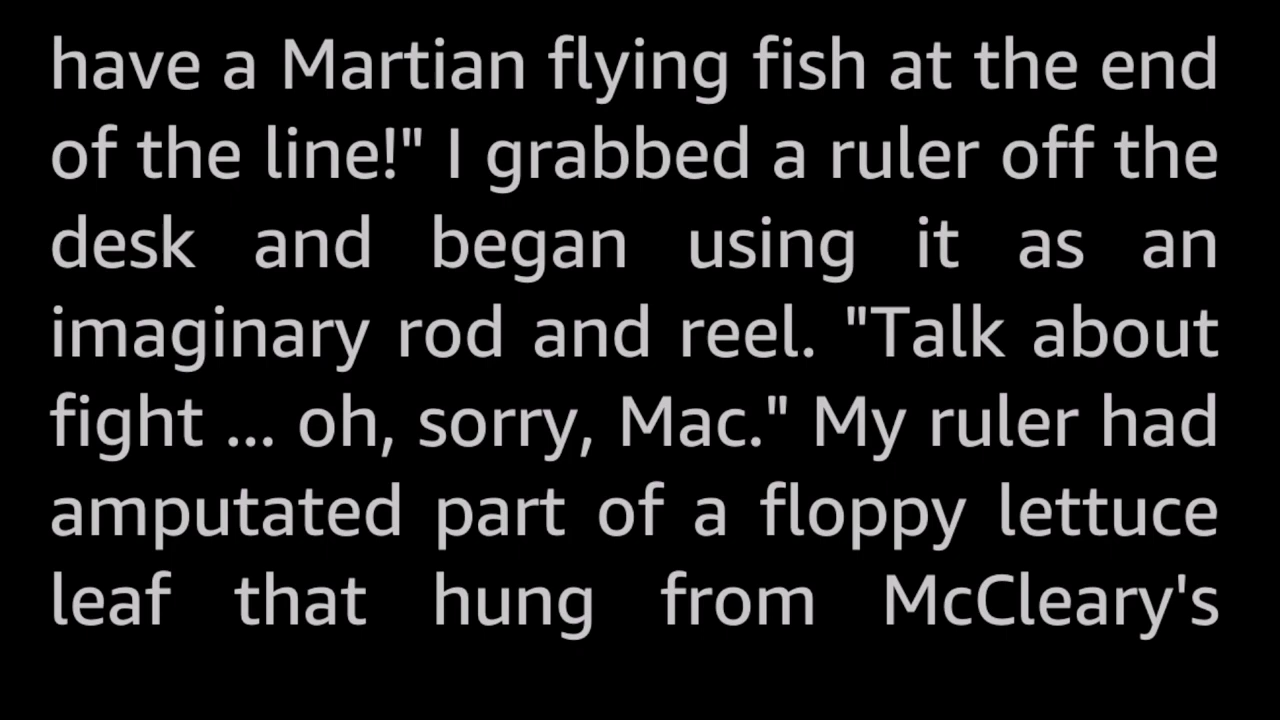 have a Martian flying fish at the end
of the line!" I grabbed a ruler off the
desk and began using it as an
imaginary rod and reel. "Talk about
fight ... oh, sorry, Mac." My ruler had
amputated part of a floppy lettuce
leaf that hung from McCleary's